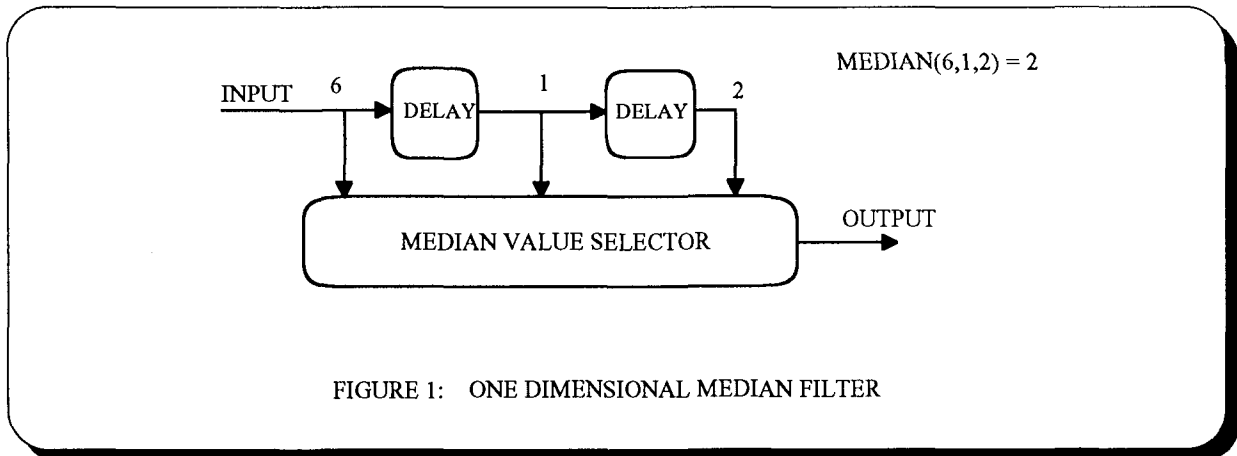 MEDIAN(6,1,2) = 2
INPUT 6 1 2
DELAY DELAY
MEDIAN VALUE SELECTOR
OUTPUT
FIGURE 1: ONE DIMENSIONAL MEDIAN FILTER